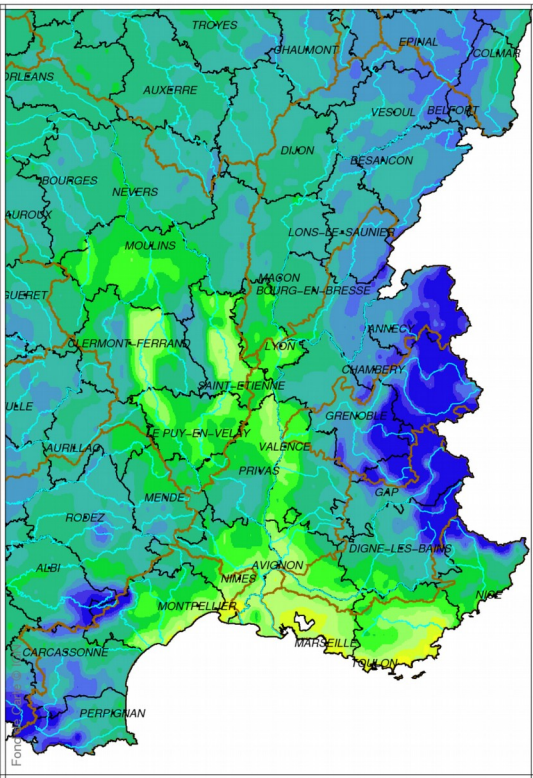 TROYES
EPINAL
CHAUMONT
COLMAR
ORLEANS
AUXERRE
VESOUL
BELFORT
DIJON
BESANCON
BOURGES
NEVERS
AUROUX
LONS-LE-SAUNIER
MOULINS
MACON
BOURG-EN-BRESSE
GUERET
ANNECY
CLERMONT-FERRAND
LYON
CHAMBERY
SAINT-ETIENNE
ULLE
GRENOBLE
LE PUY-EN-VELAY
AURILLAC
VALENCE
PRIVAS
MENDE
GAP
RODEZ
DIGNE-LES-BAINS
ALBI
AVIGNON
NIMES
NICE
MONTPELLIER
MARSEILLE
CARCASSONNE
TOULON
PERPIGNAN